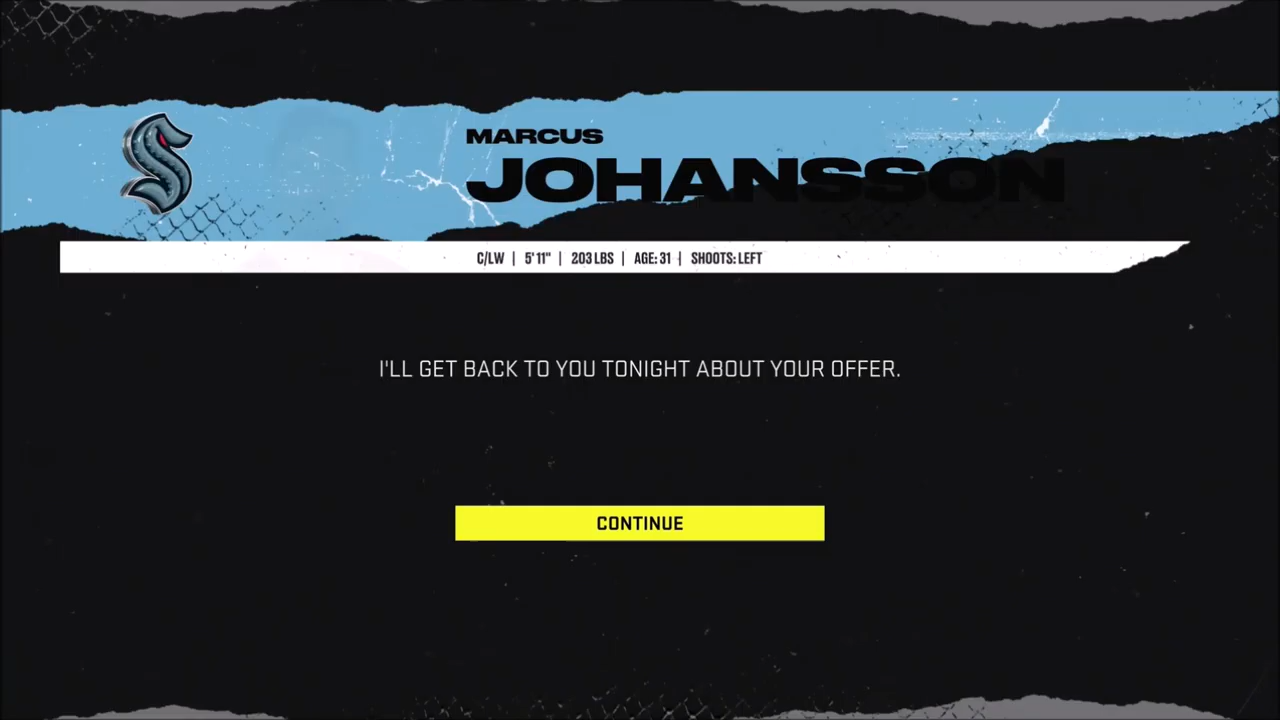 MARCUS
JOHANSSON
C/LW | 5'11" | 203 LBS | AGE: 31 | SHOOTS: LEFT
I'LL GET BACK TO YOU TONIGHT ABOUT YOUR OFFER.
CONTINUE